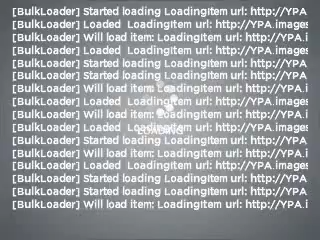 [BulkLoader] Started loading LoadingItem url: http://YPA
[BulkLoader] Loaded  LoadingItem url: http://YPA.images
[BulkLoader] Will load item: LoadingItem url: http://YPA.i
[BulkLoader] Loaded  LoadingItem url: http://YPA.images
[BulkLoader] Started loading LoadingItem url: http://YPA
[BulkLoader] Started loading LoadingItem url: http://YPA
[BulkLoader] Will load item: LoadingItem url: http://YPA.i
[BulkLoader] Loaded  LoadingItem url: http://YPA.images
[BulkLoader] Will load item: LoadingItem url: http://YPA.i
[BulkLoader] Loaded  LoadingItem url: http://YPA.images
LOADING
[BulkLoader] Started loading LoadingItem url: http://YPA
[BulkLoader] Will load item: LoadingItem url: http://YPA.i
[BulkLoader] Loaded  LoadingItem url: http://YPA.images
[BulkLoader] Started loading LoadingItem url: http://YPA
[BulkLoader] Started loading LoadingItem url: http://YPA
[BulkLoader] Will load item: LoadingItem url: http://YPA.i